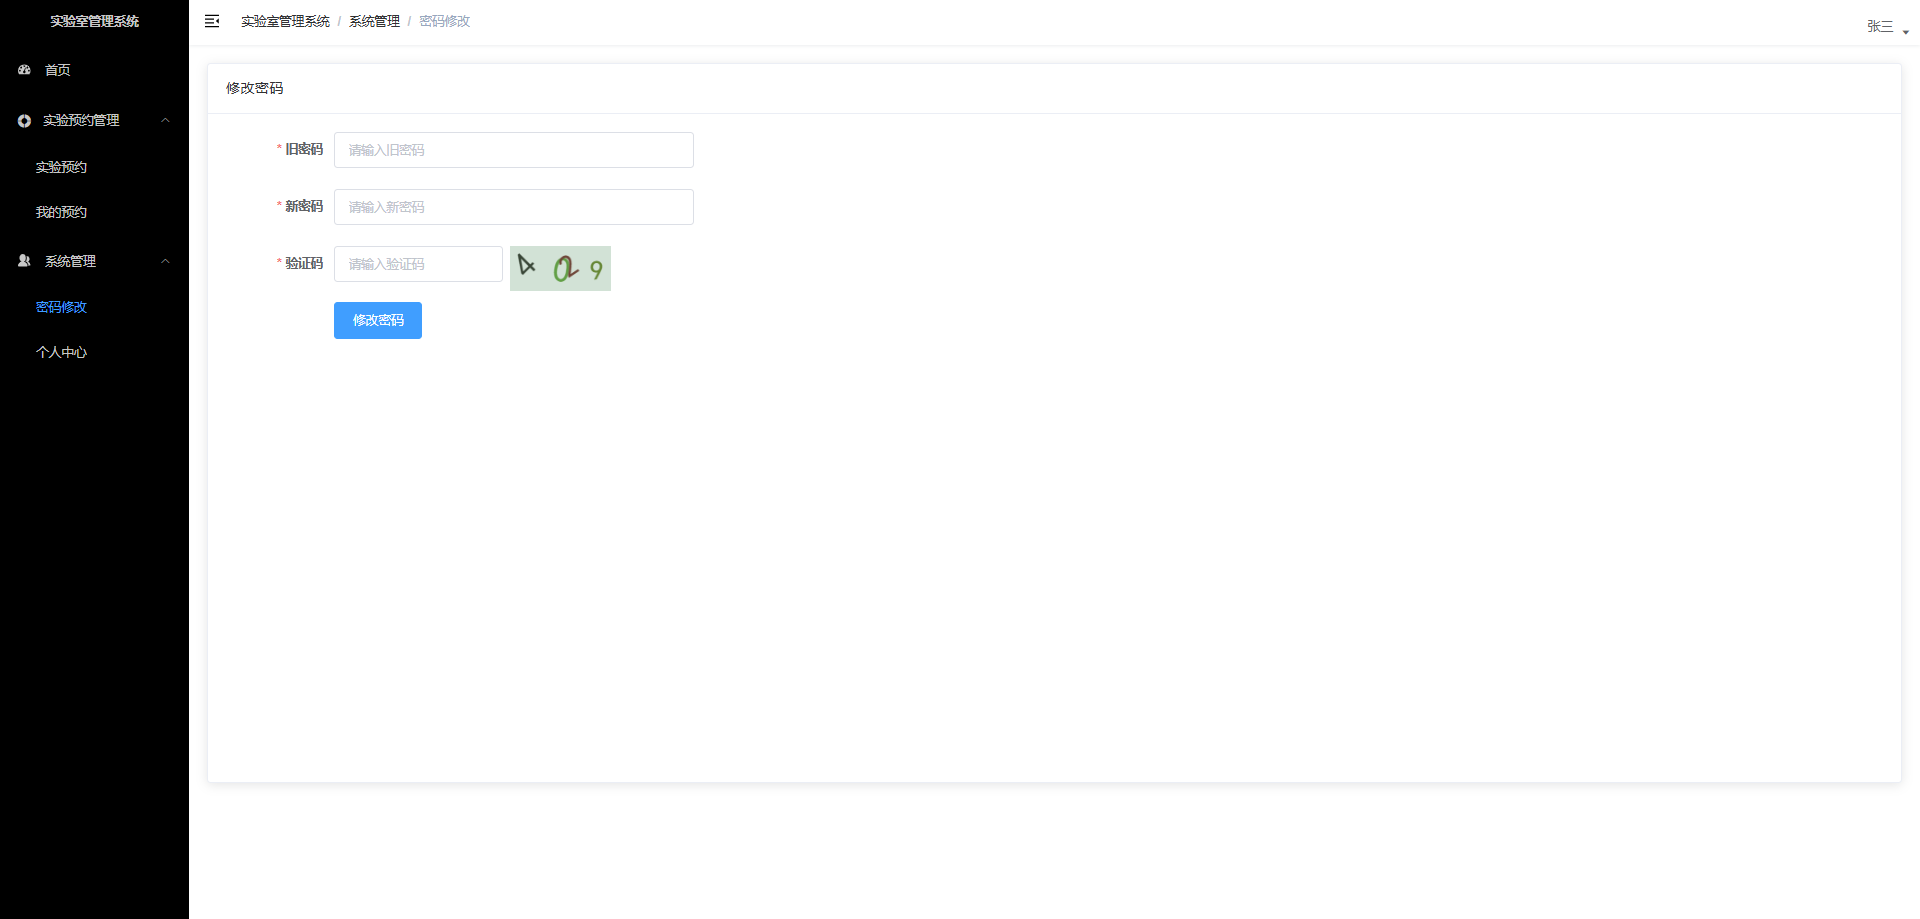 实验室管理系统
首页
实验预约管理
实验预约
我的预约
系统管理
密码修改
个人中心
实验室管理系统 / 系统管理 / 密码修改
张三
修改密码
* 旧密码 请输入旧密码
* 新密码 请输入新密码
* 验证码 请输入验证码 4029
修改密码